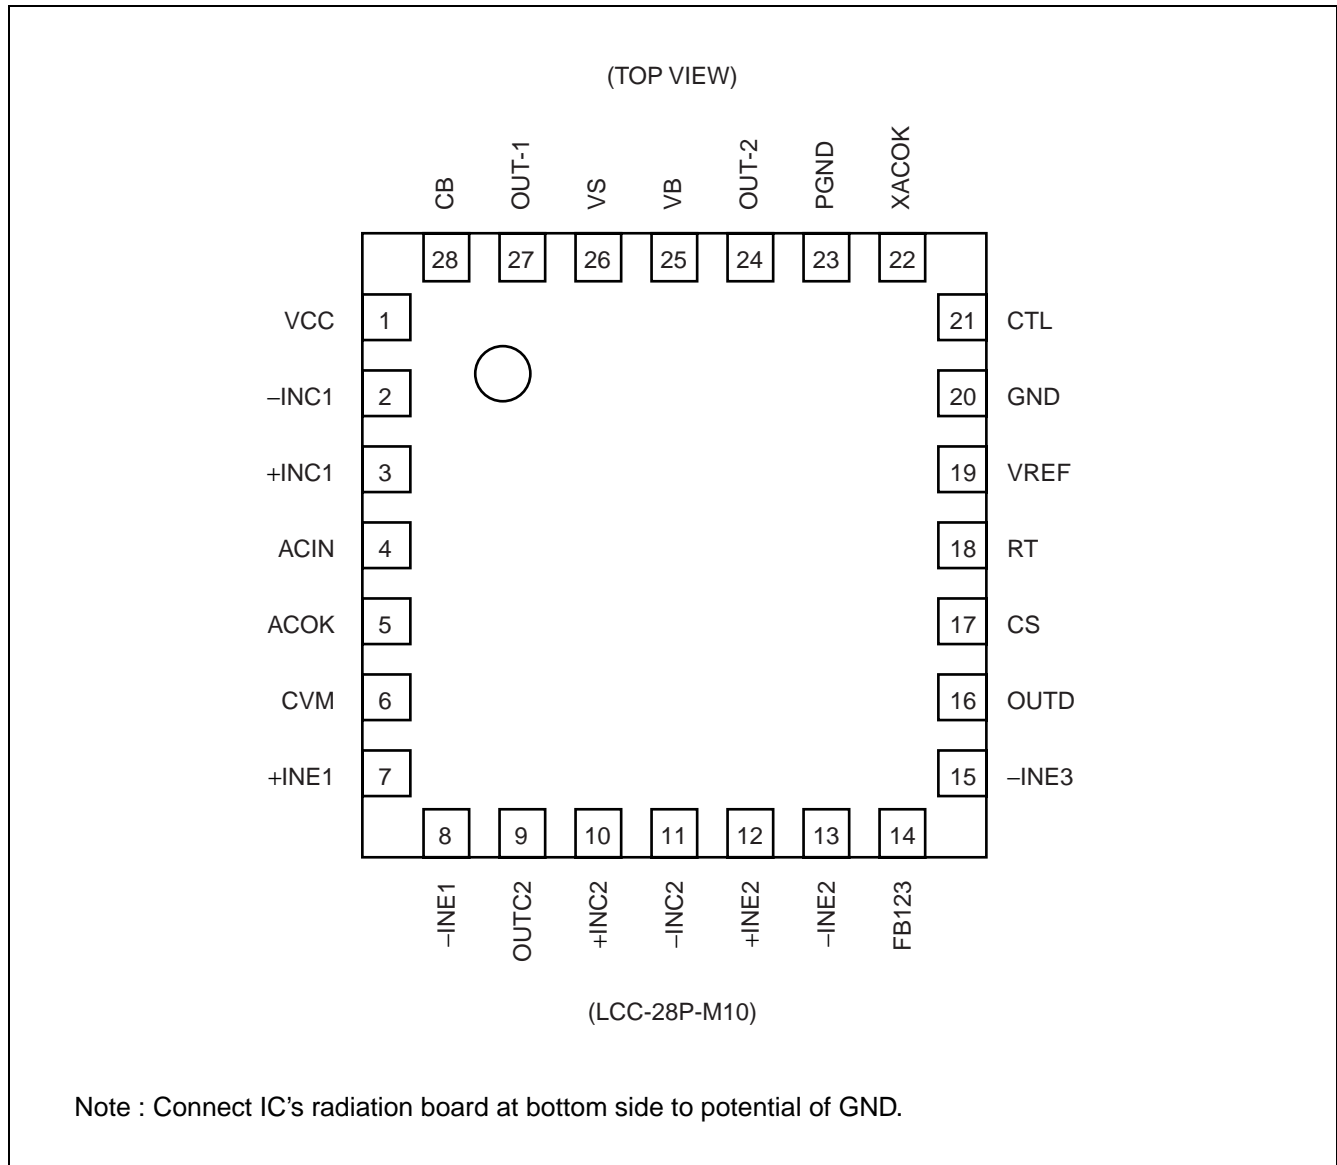 (TOP VIEW)
CB
OUT-1
VS
VB
OUT-2
PGND
XACOK
28 27 26 25 24 23 22
VCC 1 21 CTL
−INC1 2 20 GND
+INC1 3 19 VREF
ACIN 4 18 RT
ACOK 5 17 CS
CVM 6 16 OUTD
+INE1 7 15 −INE3
8 9 10 11 12 13 14
−INE1
OUTC2
+INC2
−INC2
+INE2
−INE2
FB123
(LCC-28P-M10)
Note : Connect IC’s radiation board at bottom side to potential of GND.